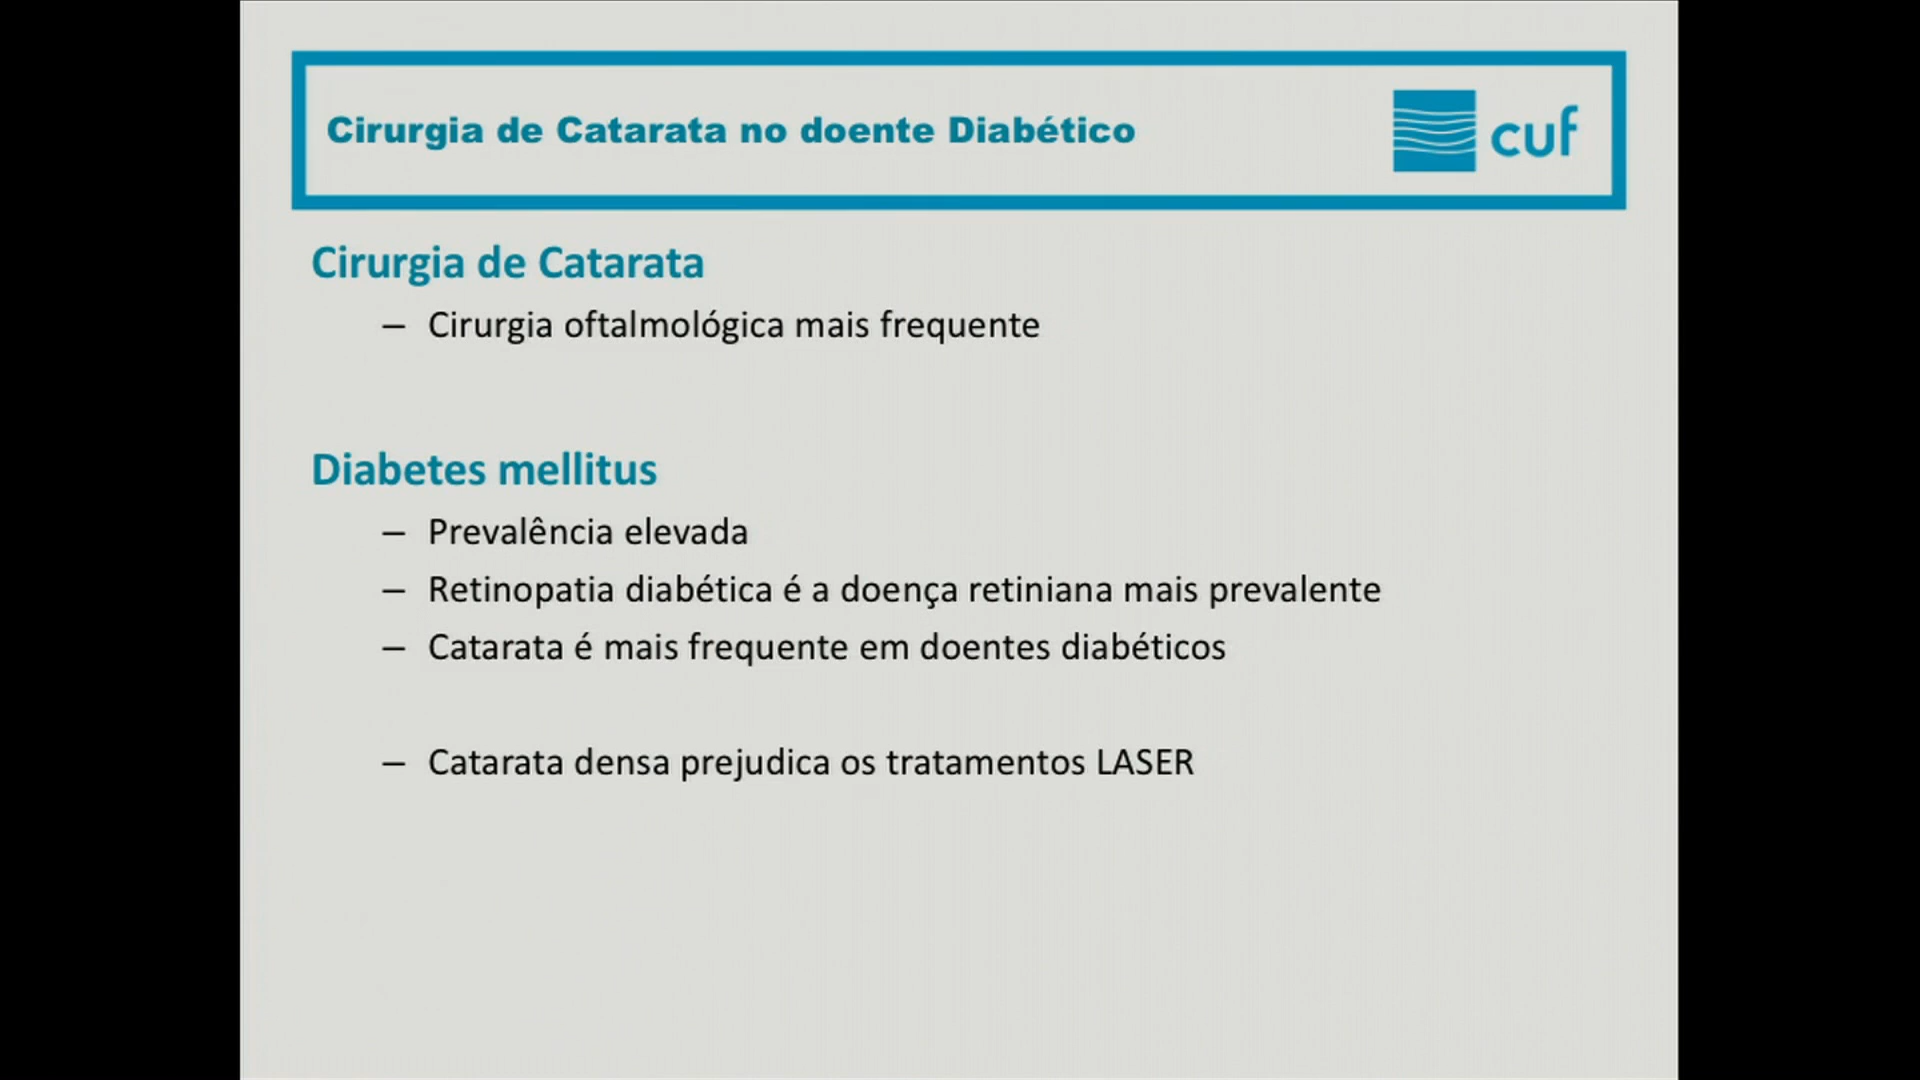 Cirurgia de Catarata no doente Diabético
cuf
Cirurgia de Catarata
– Cirurgia oftalmológica mais frequente
Diabetes mellitus
– Prevalência elevada
– Retinopatia diabética é a doença retiniana mais prevalente
– Catarata é mais frequente em doentes diabéticos
– Catarata densa prejudica os tratamentos LASER